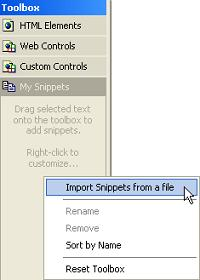 Toolbox
HTML Elements
Web Controls
Custom Controls
My Snippets
Drag selected text
onto the toolbox to
add snippets.
Right-click to
customize...
Import Snippets from a file
Rename
Remove
Sort by Name
Reset Toolbox